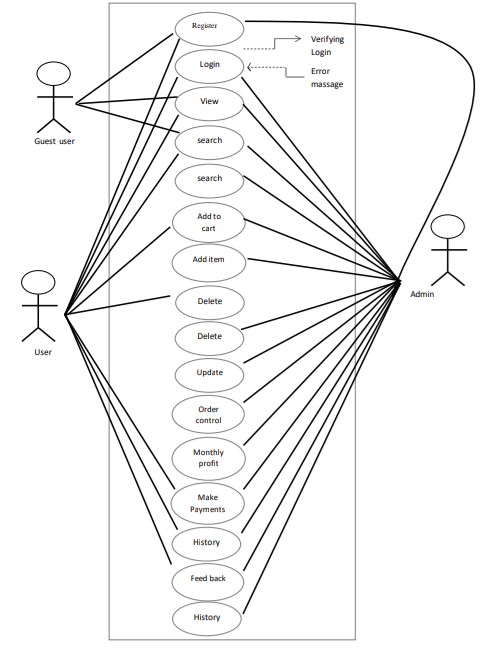 Register
Verifying
Login
Login
Error
massage
View
Guest user
search
search
Add to
cart
Add item
Admin
Delete
User
Delete
Update
Order
control
Monthly
profit
Make
Payments
History
Feed back
History